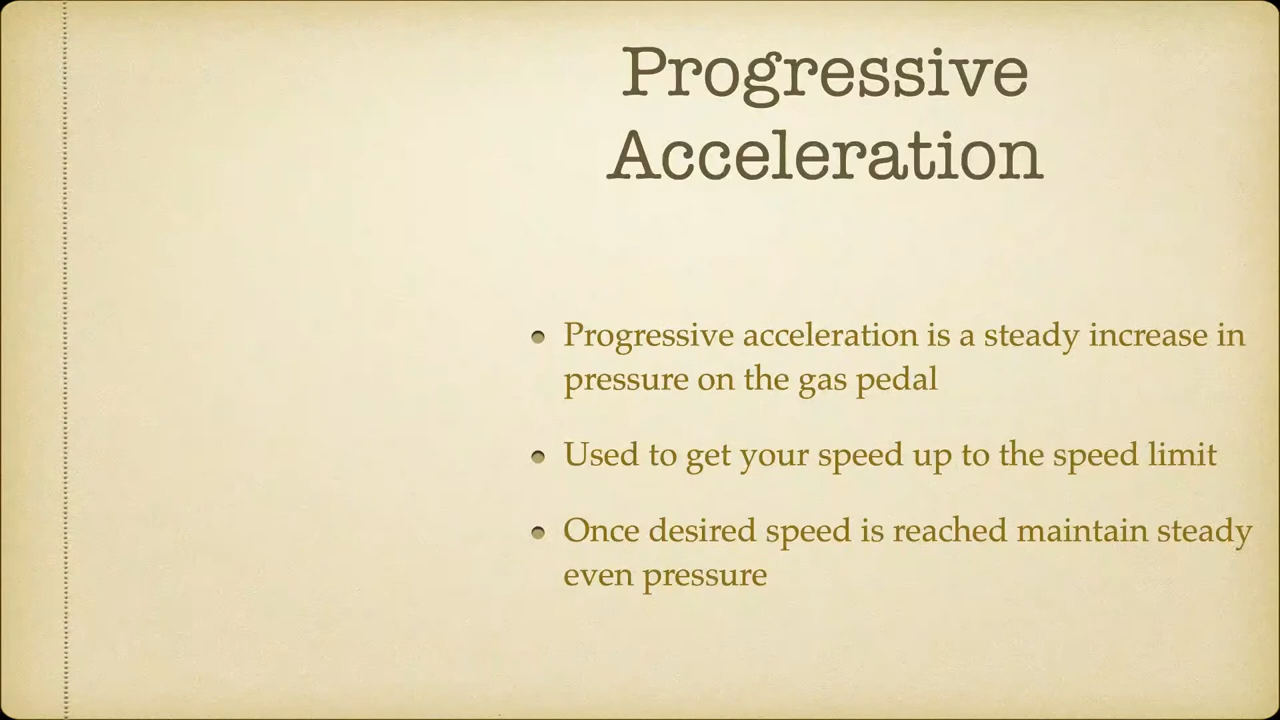 Progressive
Acceleration
• Progressive acceleration is a steady increase in
pressure on the gas pedal
• Used to get your speed up to the speed limit
• Once desired speed is reached maintain steady
even pressure